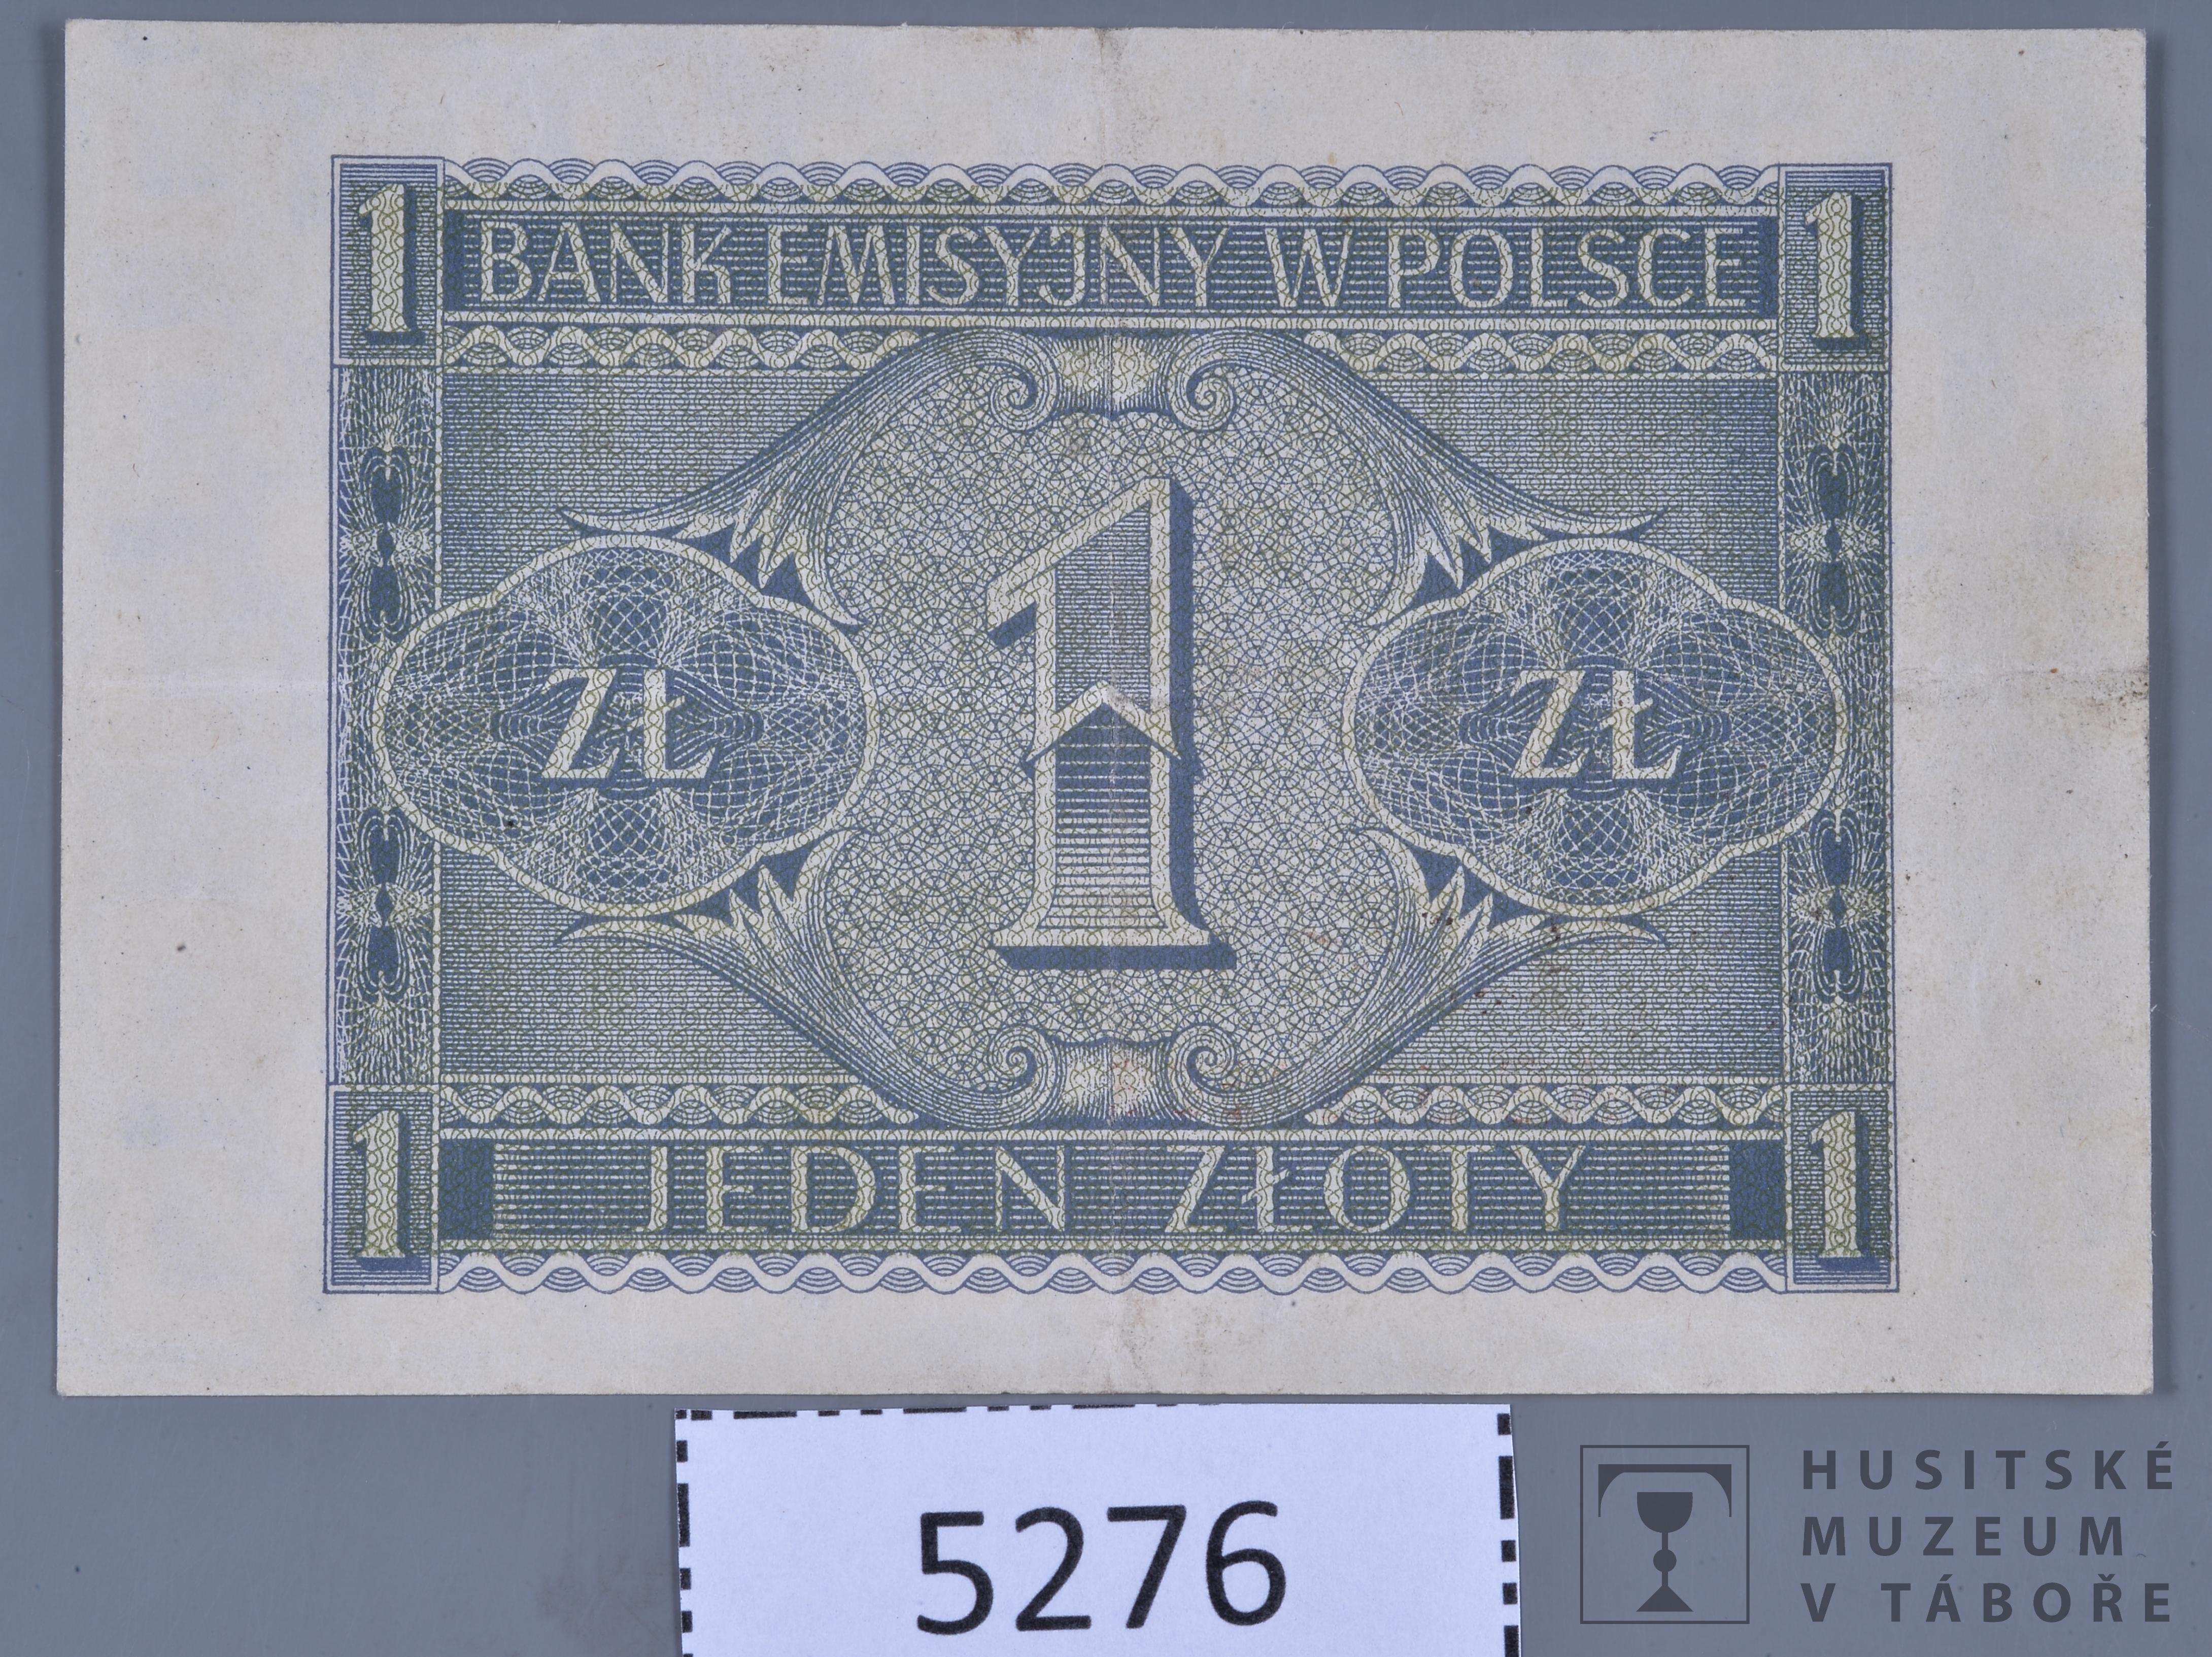 1 1
BANK EMISYJNY W POLSCE
ZŁ 1 ZŁ
1 1
JEDEN ZŁOTY
5276
HUSITSKÉ
MUZEUM
V TÁBOŘE